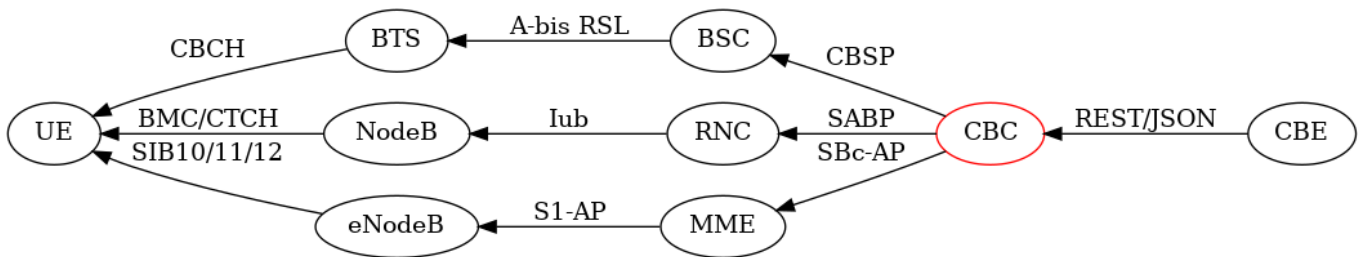 CBCH
BTS
A-bis RSL
BSC
CBSP
UE
BMC/CTCH
NodeB
Iub
RNC
SABP
CBC
REST/JSON
CBE
SIB10/11/12
SBc-AP
eNodeB
S1-AP
MME